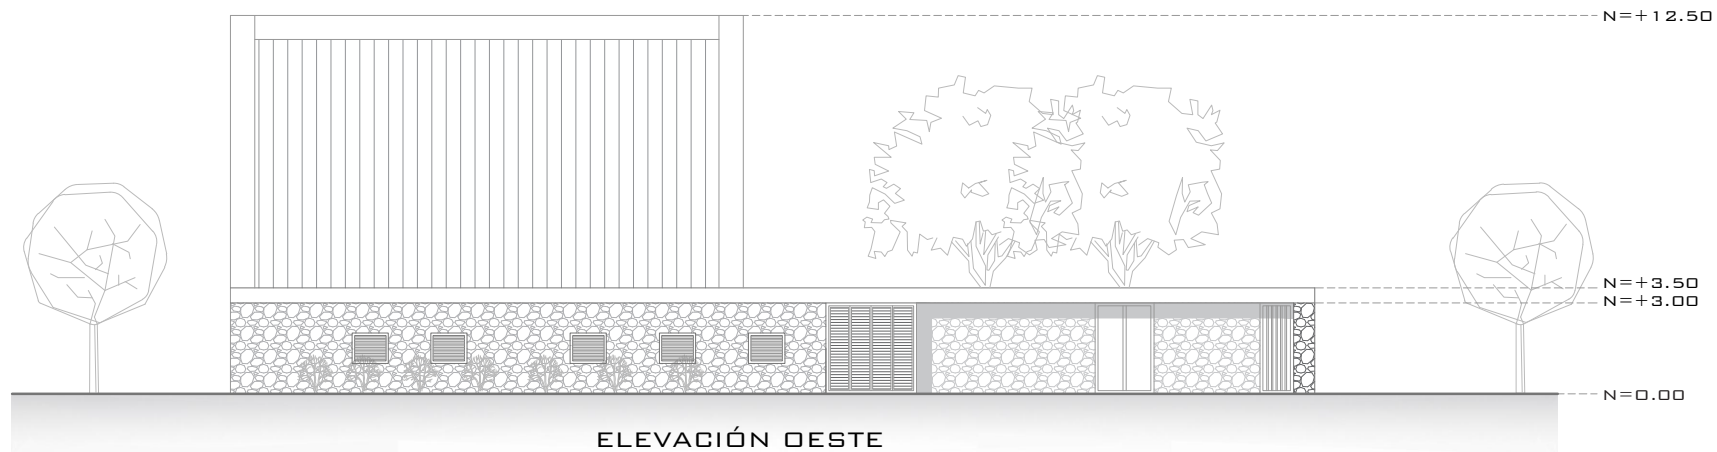 N=+12.50
N=+3.50
N=+3.00
N=0.00
ELEVACIÓN OESTE